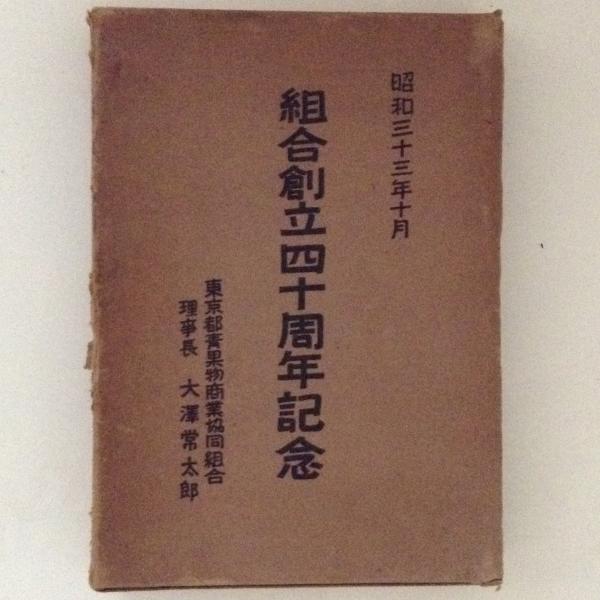 昭和三十三年十月
組合創立四十周年記念
東京都青果物商業協同組合
理事長 大澤常太郎